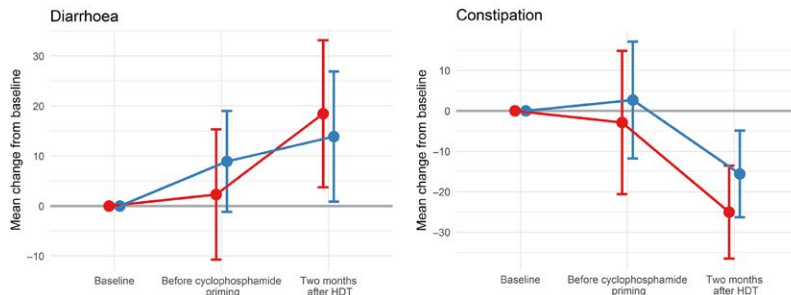 Diarrhoea
Mean change from baseline
30
20
10
0
−10
Baseline
Before cyclophosphamide
priming
Two months
after HDT
Constipation
Mean change from baseline
10
0
−10
−20
−30
Baseline
Before cyclophosphamide
priming
Two months
after HDT